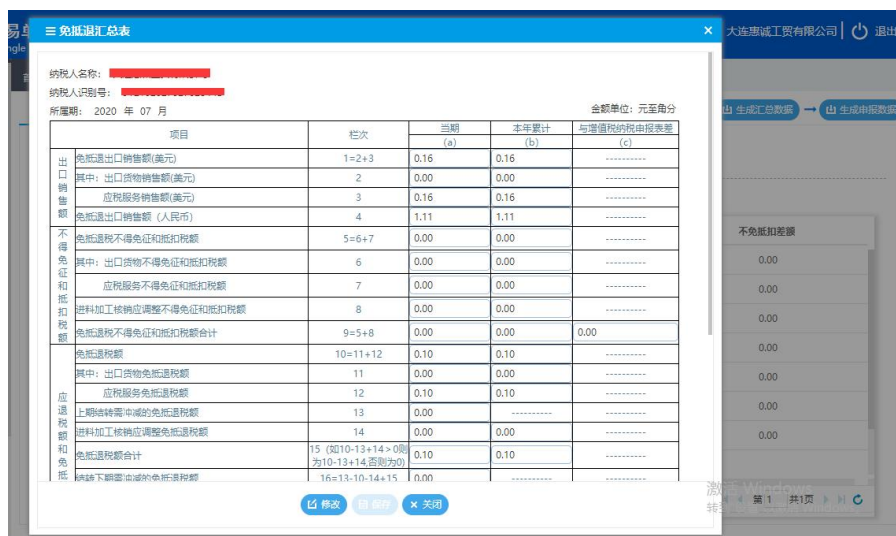 易单
ngle
免抵退汇总表
×
大连惠诚工贸有限公司
退出
纳税人名称:
纳税人识别号:
所属期: 2020 年 07 月
金额单位: 元至角分
生成汇总数据
生成申报数据
项目 栏次 当期 本年累计 与增值税纳税申报表差
(a) (b) (c)
出口销售额
免抵退出口销售额(美元) 1=2+3 0.16 0.16 ----------
其中: 出口货物销售额(美元) 2 0.00 0.00 ----------
应税服务销售额(美元) 3 0.16 0.16 ----------
免抵退出口销售额 (人民币) 4 1.11 1.11 ----------
不得免征和抵扣税额
免抵退税不得免征和抵扣税额 5=6+7 0.00 0.00 ----------
其中: 出口货物不得免征和抵扣税额 6 0.00 0.00 ----------
应税服务不得免征和抵扣税额 7 0.00 0.00 ----------
进料加工核销应调整不得免征和抵扣税额 8 0.00 0.00 ----------
免抵退税不得免征和抵扣税额合计 9=5+8 0.00 0.00 0.00
应退税额和免抵
免抵退税额 10=11+12 0.10 0.10 ----------
其中: 出口货物免抵退税额 11 0.00 0.00 ----------
应税服务免抵退税额 12 0.10 0.10 ----------
上期结转需冲减的免抵退税额 13 0.00 ---------- ----------
进料加工核销应调整免抵退税额 14 0.00 0.00 ----------
免抵退税额合计 15 (如10-13+14>0则为10-13+14,否则为0) 0.10 0.10 ----------
结转下期需冲减的免抵退税额 16=13-10-14+15 0.00 ---------- ----------
修改
保存
× 关闭
不免抵扣差额
0.00
0.00
0.00
0.00
0.00
0.00
0.00
激活 Windows
第 1 共1页